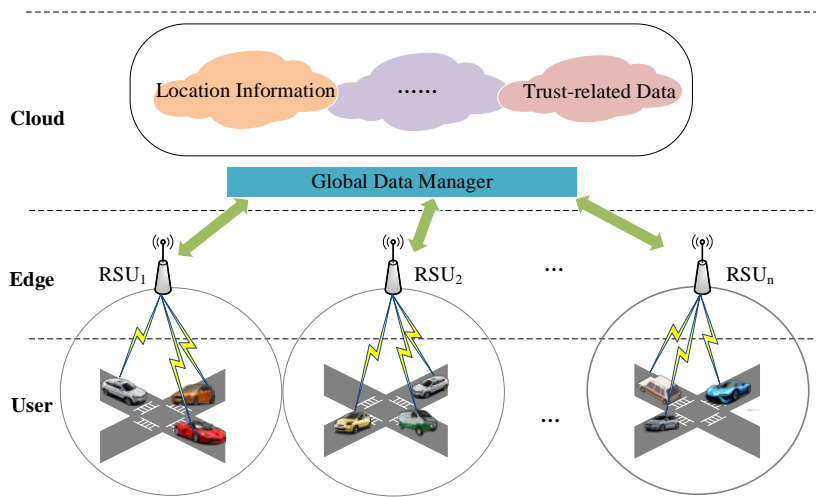 Location Information
......
Trust-related Data
Cloud
Global Data Manager
RSU1
RSU2
...
RSUn
Edge
User
...